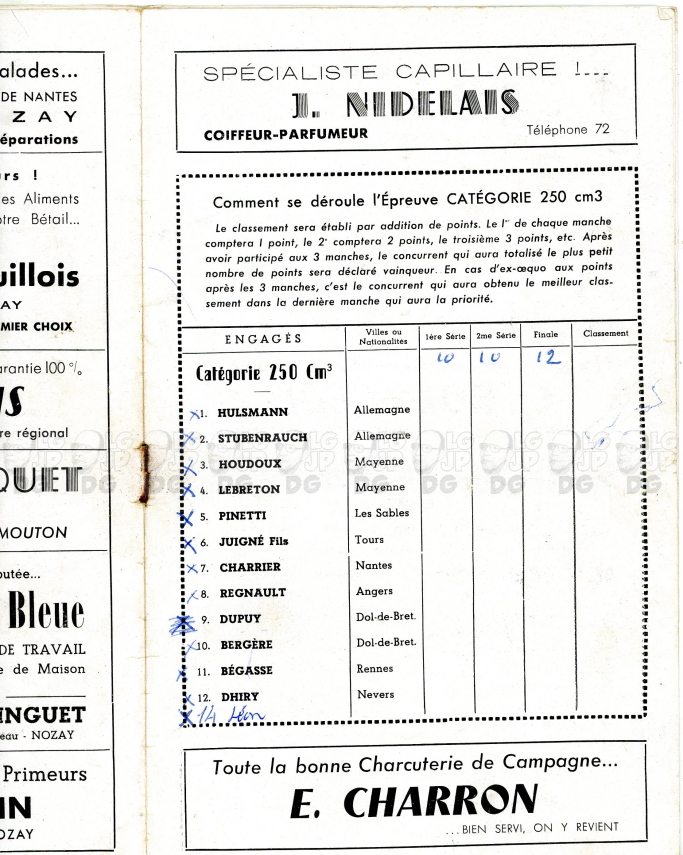 alades...
DE NANTES
ZAY
éparations
rs !
es Aliments
tre Bétail...
uillois
AY
MIER CHOIX
arantie 100 %
IS
re régional
QUET
MOUTON
putée...
Bleue
DE TRAVAIL
e de Maison
INGUET
eau - NOZAY
Primeurs
IN
OZAY
SPÉCIALISTE CAPILLAIRE !...
J. NIDELAIS
COIFFEUR-PARFUMEUR Téléphone 72
Comment se déroule l'Épreuve CATÉGORIE 250 cm3
Le classement sera établi par addition de points. Le 1er de chaque manche
comptera 1 point, le 2e comptera 2 points, le troisième 3 points, etc. Après
avoir participé aux 3 manches, le concurrent qui aura totalisé le plus petit
nombre de points sera déclaré vainqueur. En cas d'ex-æquo aux points
après les 3 manches, c'est le concurrent qui aura obtenu le meilleur clas-
sement dans la dernière manche qui aura la priorité.
ENGAGÉS Villes ou Nationalités 1ère Série 2me Série Finale Classement
Catégorie 250 Cm3 10 10 12
1. HULSMANN Allemagne
2. STUBENRAUCH Allemagne
3. HOUDOUX Mayenne
4. LEBRETON Mayenne
5. PINETTI Les Sables
6. JUIGNÉ Fils Tours
7. CHARRIER Nantes
8. REGNAULT Angers
9. DUPUY Dol-de-Bret.
10. BERGÈRE Dol-de-Bret.
11. BÉGASSE Rennes
12. DHIRY Nevers
14 Léon
Toute la bonne Charcuterie de Campagne...
E. CHARRON
...BIEN SERVI, ON Y REVIENT
LG JP DG